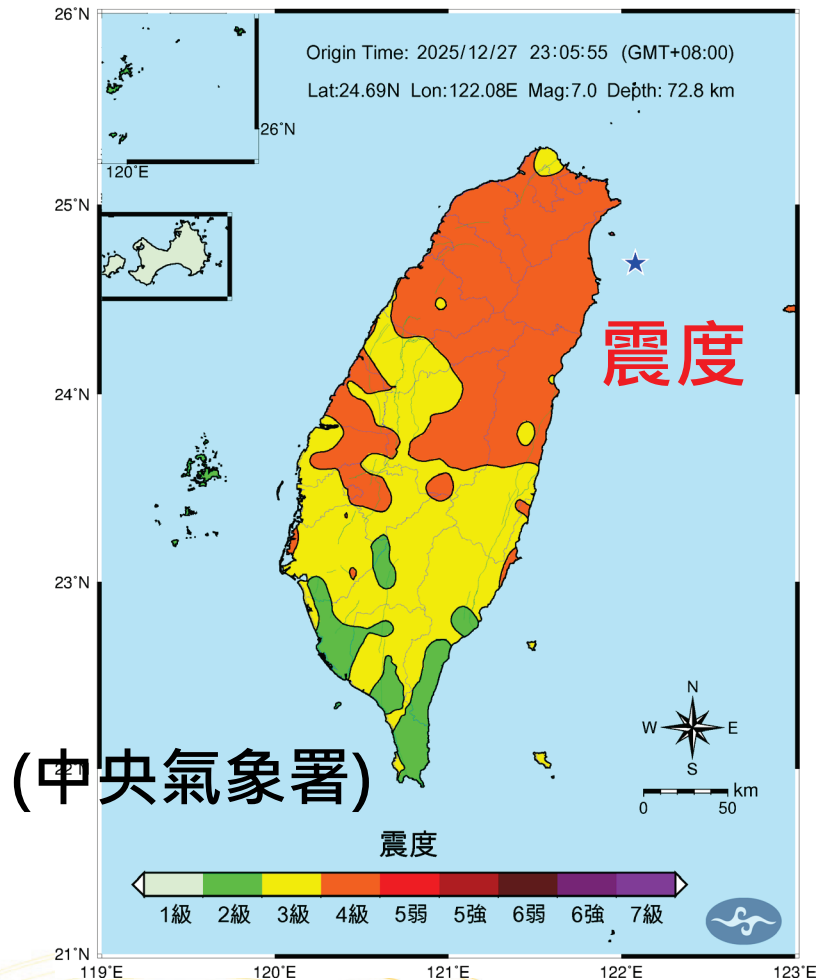 26°N
Origin Time: 2025/12/27 23:05:55 (GMT+08:00)
Lat:24.69N Lon:122.08E Mag:7.0 Depth: 72.8 km
26°N
120°E
25°N
震度
24°N
23°N
N
W E
S
22°N
(中央氣象署)
km
0 50
震度
1級 2級 3級 4級 5弱 5強 6弱 6強 7級
21°N
119°E 120°E 121°E 122°E 123°E